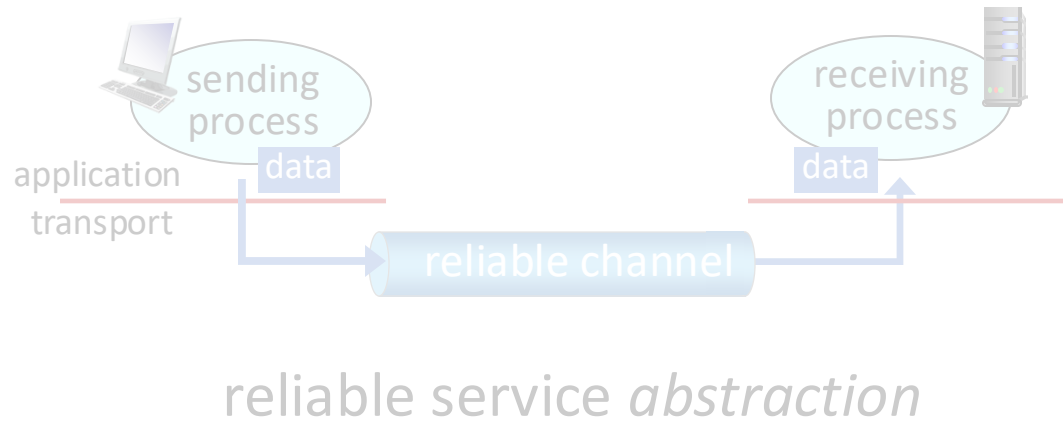 sending
process
receiving
process
data
data
application
transport
reliable channel
reliable service abstraction